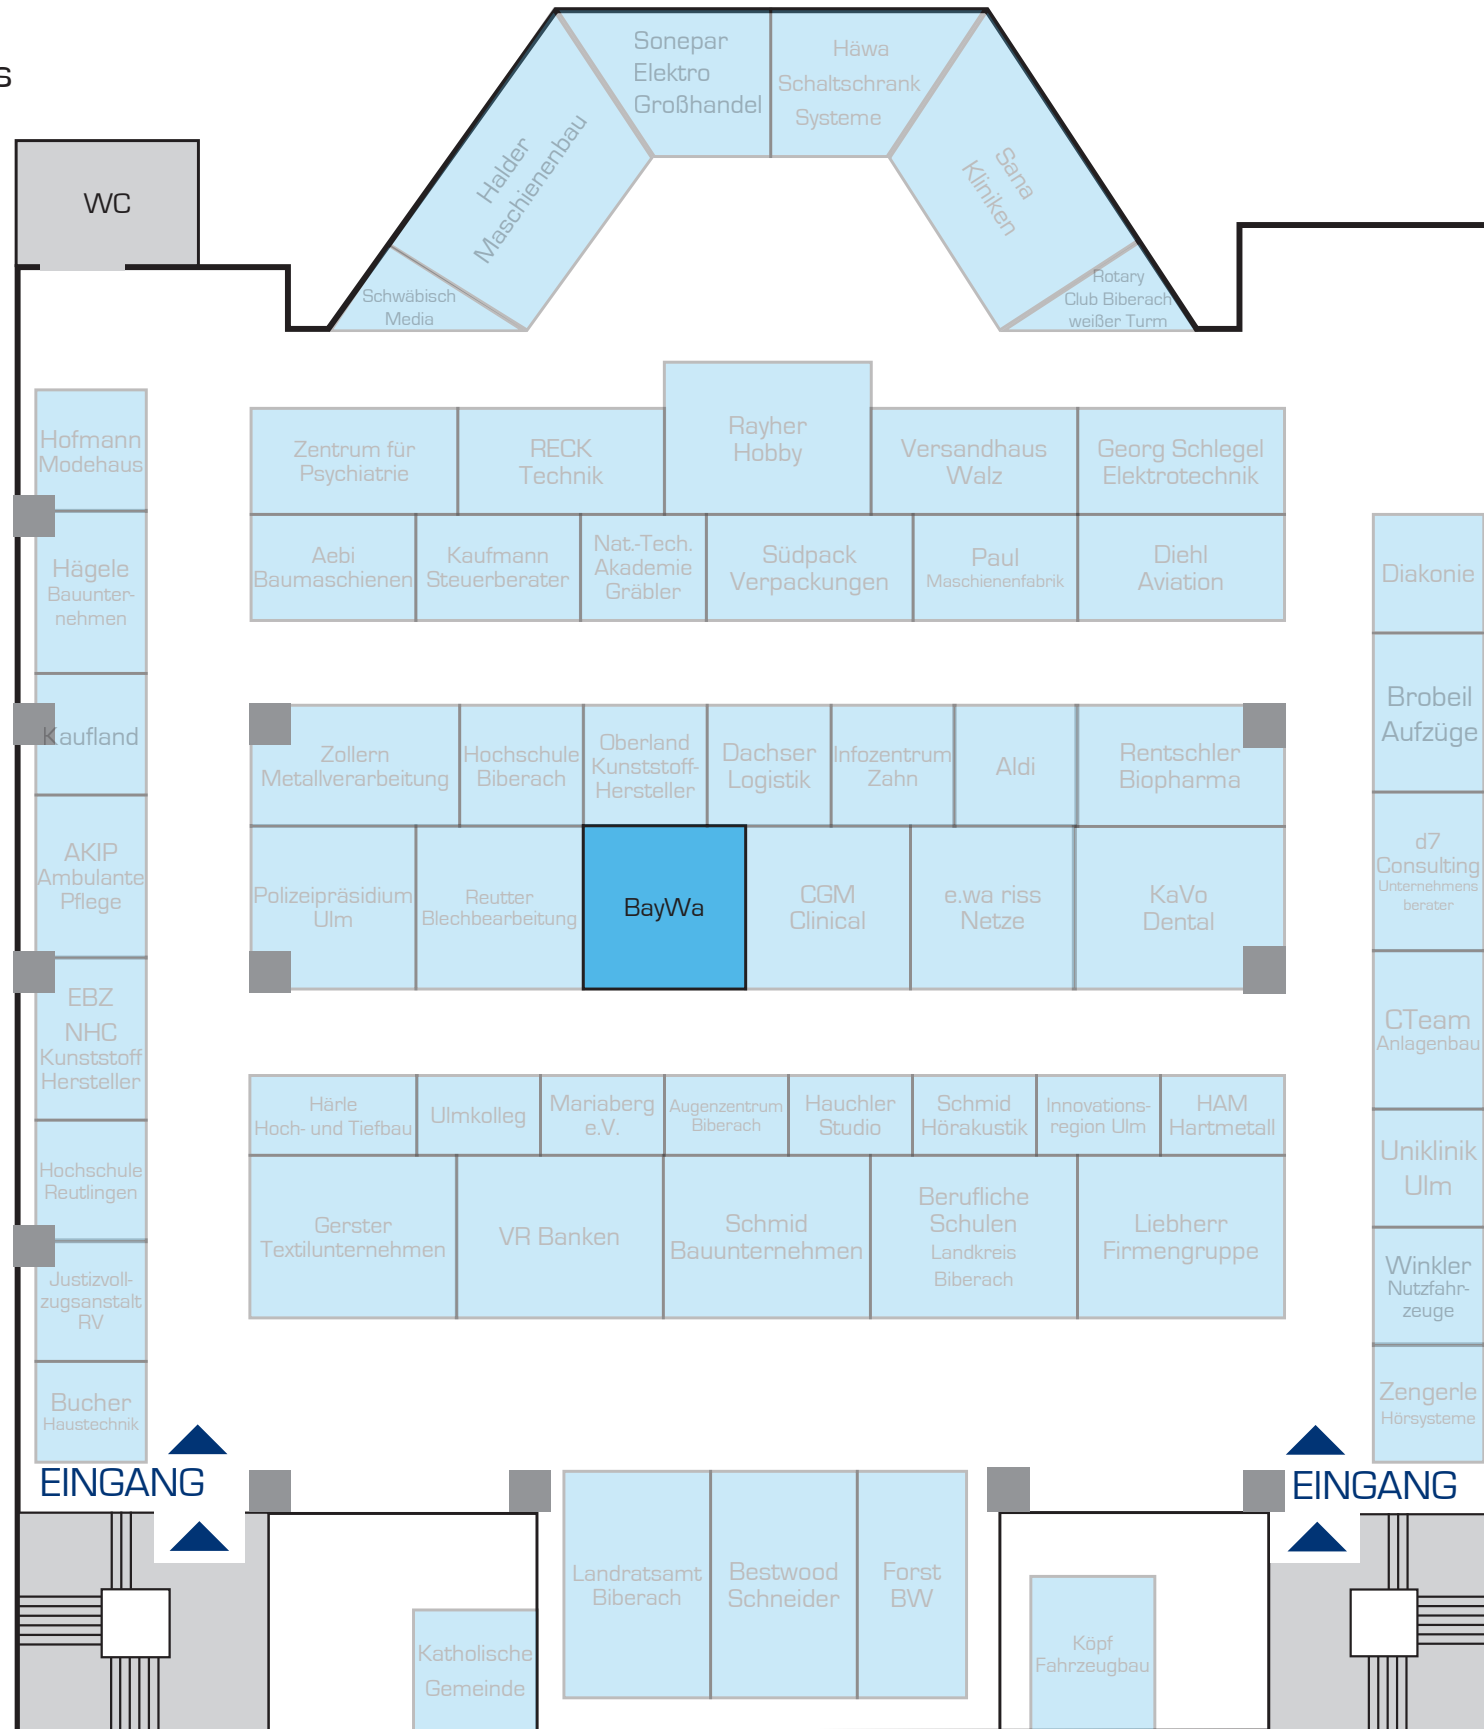 s
Sonepar
Elektro
Großhandel
Häwa
Schaltschrank
Systeme
Halder
Maschienenbau
Sana
Kliniken
WC
Schwäbisch
Media
Rotary
Club Biberach
weißer Turm
Hofmann
Modehaus
Hägele
Bauunter-
nehmen
Kaufland
AKIP
Ambulante
Pflege
EBZ
NHC
Kunststoff
Hersteller
Hochschule
Reutlingen
Justizvoll-
zugsanstalt
RV
Bucher
Haustechnik
Zentrum für
Psychiatrie
RECK
Technik
Rayher
Hobby
Versandhaus
Walz
Georg Schlegel
Elektrotechnik
Aebi
Baumaschienen
Kaufmann
Steuerberater
Nat.-Tech.
Akademie
Gräbler
Südpack
Verpackungen
Paul
Maschienenfabrik
Diehl
Aviation
Zollern
Metallverarbeitung
Hochschule
Biberach
Oberland
Kunststoff-
Hersteller
Dachser
Logistik
Infozentrum
Zahn
Aldi
Rentschler
Biopharma
Polizeipräsidium
Ulm
Reutter
Blechbearbeitung
BayWa
CGM
Clinical
e.wa riss
Netze
KaVo
Dental
Härle
Hoch- und Tiefbau
Ulmkolleg
Mariaberg
e.V.
Augenzentrum
Biberach
Hauchler
Studio
Schmid
Hörakustik
Innovations-
region Ulm
HAM
Hartmetall
Gerster
Textilunternehmen
VR Banken
Schmid
Bauunternehmen
Berufliche
Schulen
Landkreis
Biberach
Liebherr
Firmengruppe
Diakonie
Brobeil
Aufzüge
d7
Consulting
Unternehmens
berater
CTeam
Anlagenbau
Uniklinik
Ulm
Winkler
Nutzfahr-
zeuge
Zengerle
Hörsysteme
EINGANG
EINGANG
Landratsamt
Biberach
Bestwood
Schneider
Forst
BW
Katholische
Gemeinde
Köpf
Fahrzeugbau